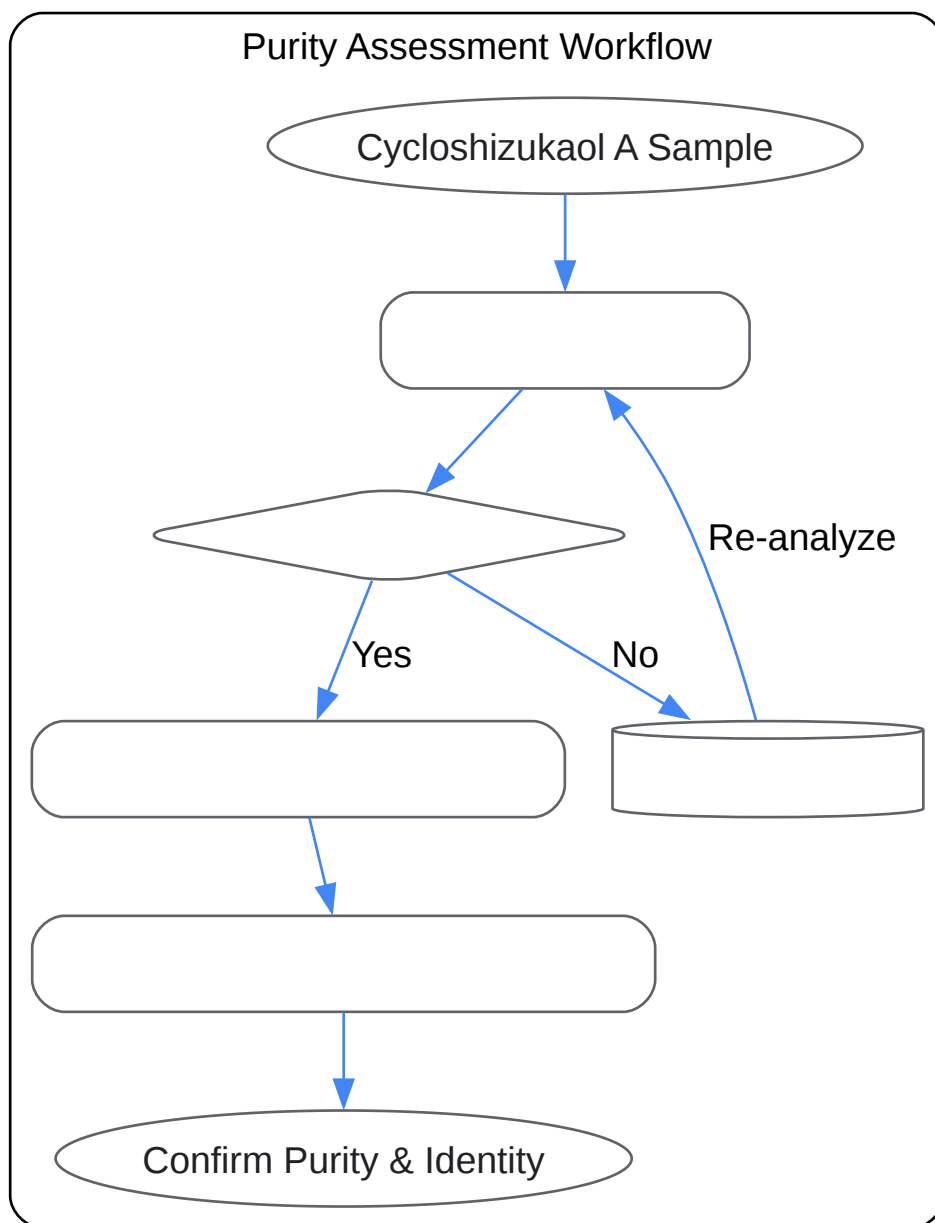 Purity Assessment Workflow
Cycloshizukaol A Sample
Re-analyze
Yes
No
Confirm Purity & Identity